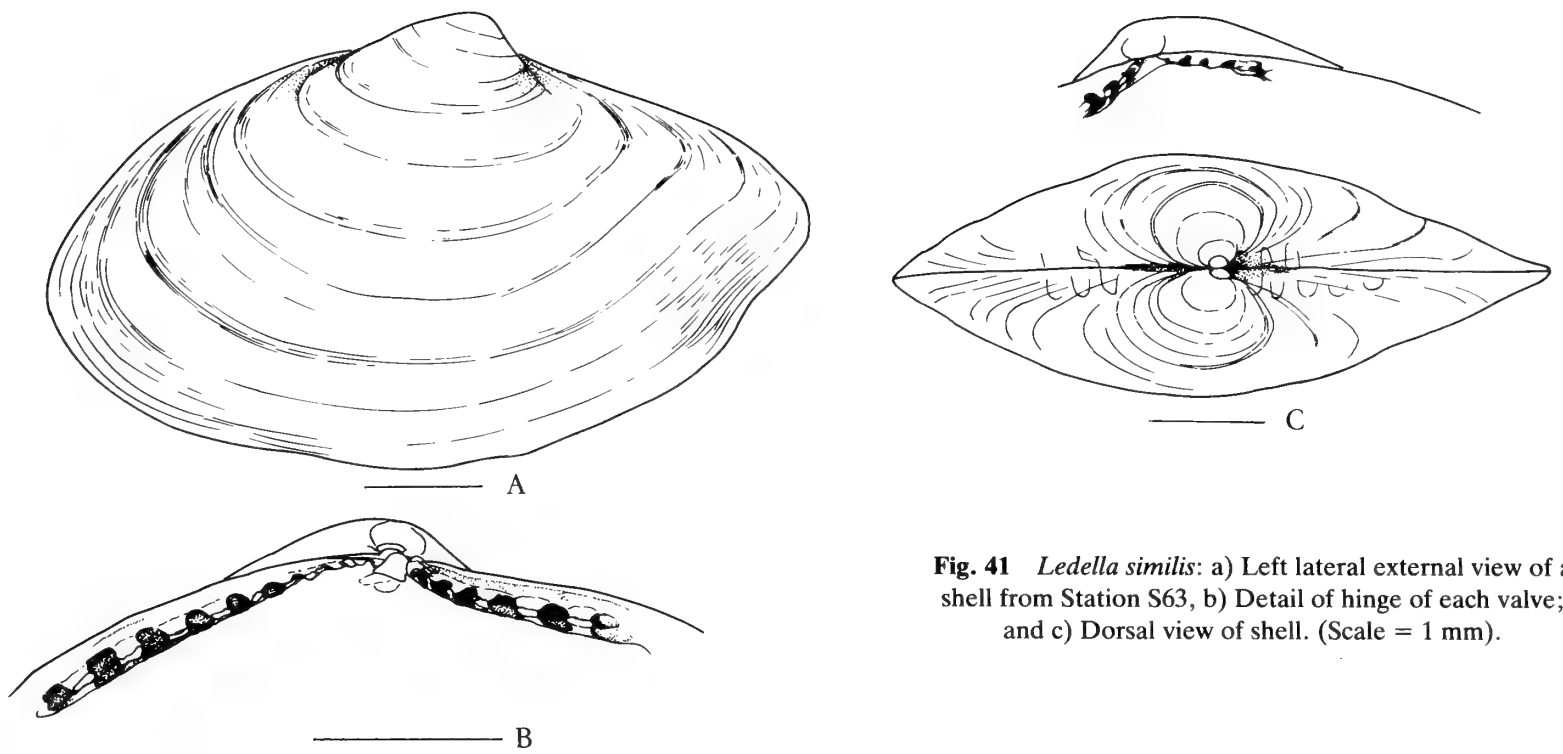 A
B
C
Fig. 41 Ledella similis: a) Left lateral external view of
shell from Station S63, b) Detail of hinge of each valve;
and c) Dorsal view of shell. (Scale = 1 mm).